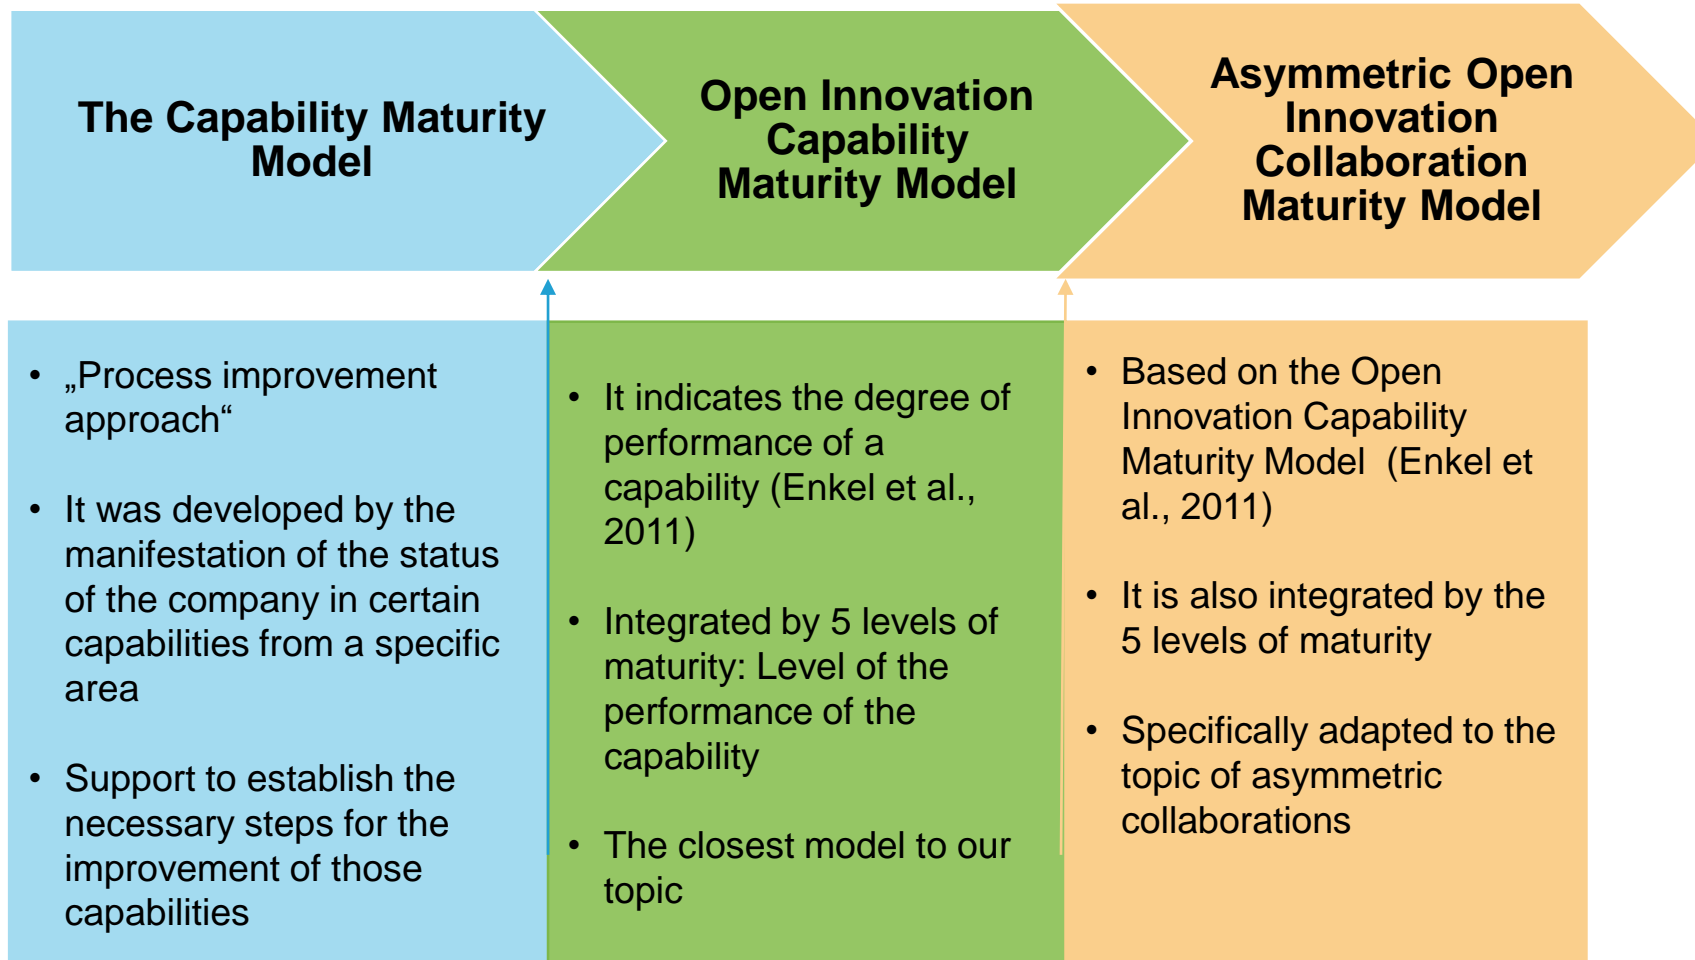 The Capability Maturity
Model
Open Innovation
Capability
Maturity Model
Asymmetric Open
Innovation
Collaboration
Maturity Model
• „Process improvement
approach“
• It was developed by the
manifestation of the status
of the company in certain
capabilities from a specific
area
• Support to establish the
necessary steps for the
improvement of those
capabilities
• It indicates the degree of
performance of a
capability (Enkel et al.,
2011)
• Integrated by 5 levels of
maturity: Level of the
performance of the
capability
• The closest model to our
topic
• Based on the Open
Innovation Capability
Maturity Model (Enkel et
al., 2011)
• It is also integrated by the
5 levels of maturity
• Specifically adapted to the
topic of asymmetric
collaborations